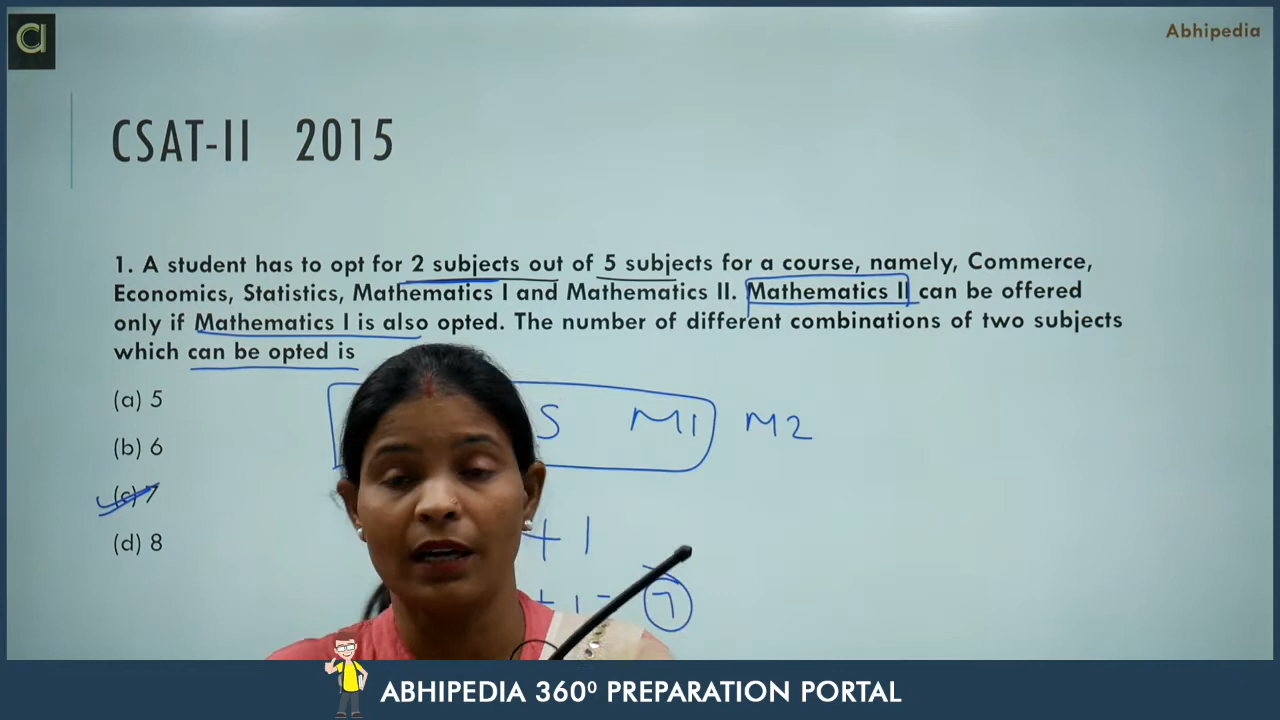 Abhipedia
CSAT-II 2015
1. A student has to opt for 2 subjects out of 5 subjects for a course, namely, Commerce,
Economics, Statistics, Mathematics I and Mathematics II. Mathematics II can be offered
only if Mathematics I is also opted. The number of different combinations of two subjects
which can be opted is
(a) 5
S M1 M2
(b) 6
(c) 7
+ 1
(d) 8
+ 1 = 7
ABHIPEDIA 360⁰ PREPARATION PORTAL